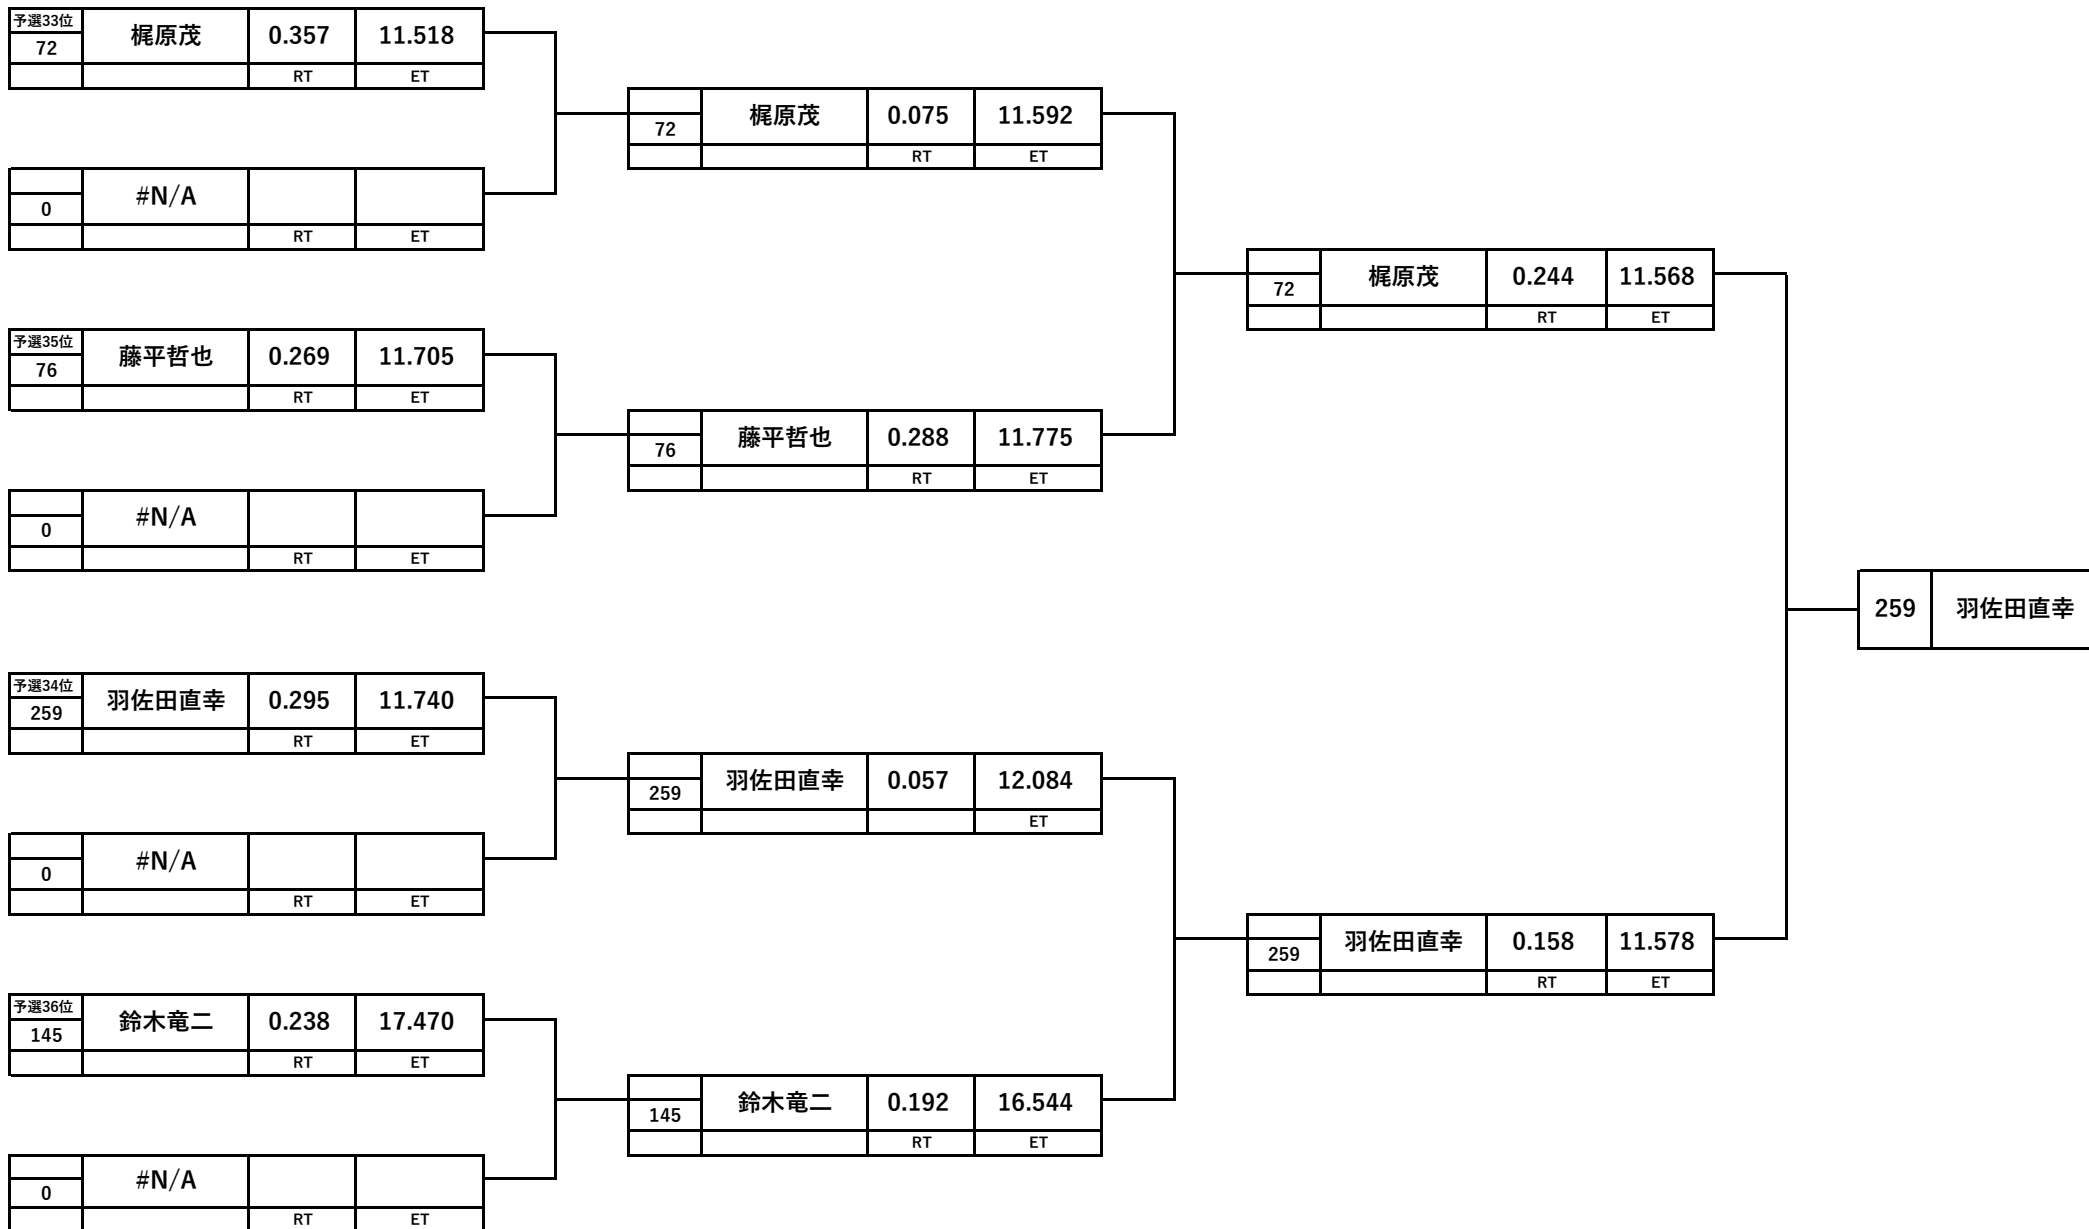 予選33位 梶原茂 0.357 11.518
72
RT ET
梶原茂 0.075 11.592
72
RT ET
#N/A
0
RT ET
梶原茂 0.244 11.568
72
RT ET
予選35位 藤平哲也 0.269 11.705
76
RT ET
藤平哲也 0.288 11.775
76
RT ET
#N/A
0
RT ET
259 羽佐田直幸
予選34位 羽佐田直幸 0.295 11.740
259
RT ET
羽佐田直幸 0.057 12.084
259
ET
#N/A
0
RT ET
羽佐田直幸 0.158 11.578
259
RT ET
予選36位 鈴木竜二 0.238 17.470
145
RT ET
鈴木竜二 0.192 16.544
145
RT ET
#N/A
0
RT ET